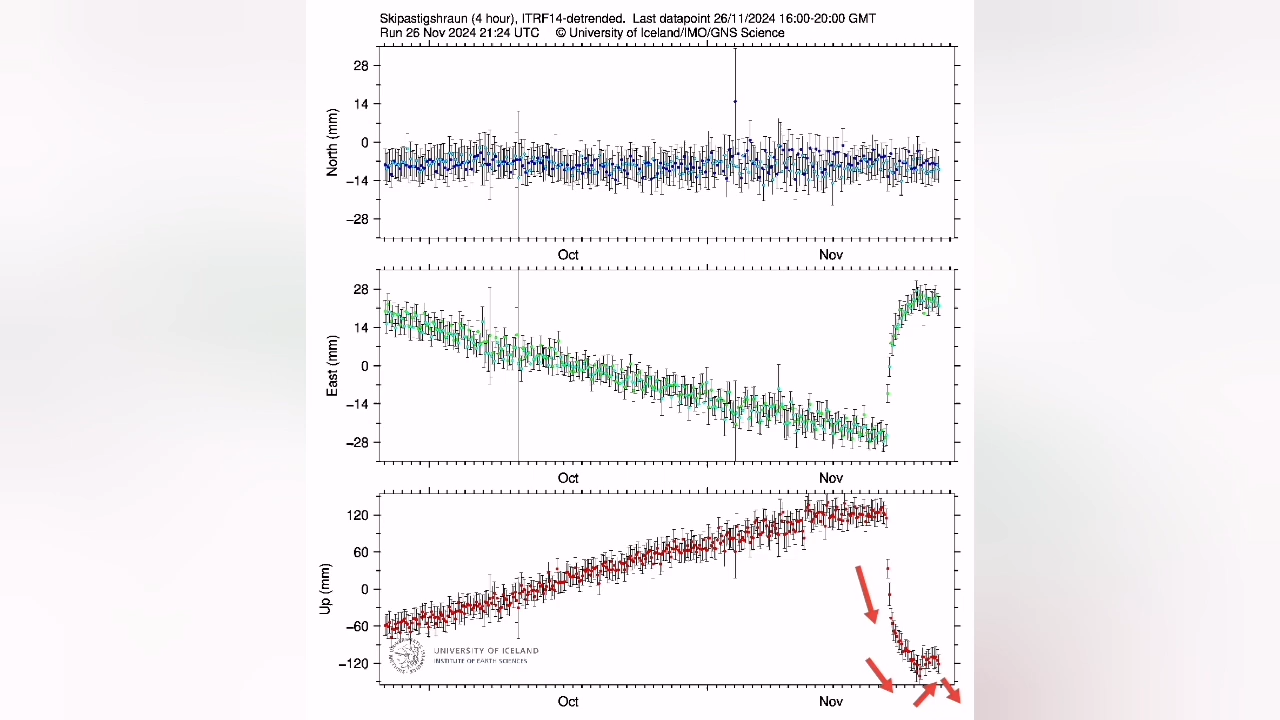 Skipastigshraun (4 hour), ITRF14-detrended. Last datapoint 26/11/2024 16:00-20:00 GMT
Run 26 Nov 2024 21:24 UTC © University of Iceland/IMO/GNS Science
North (mm)
28
14
0
−14
−28
Oct Nov
East (mm)
28
14
0
−14
−28
Oct Nov
Up (mm)
120
60
0
−60
−120
UNIVERSITY OF ICELAND
INSTITUTE OF EARTH SCIENCES
Oct Nov